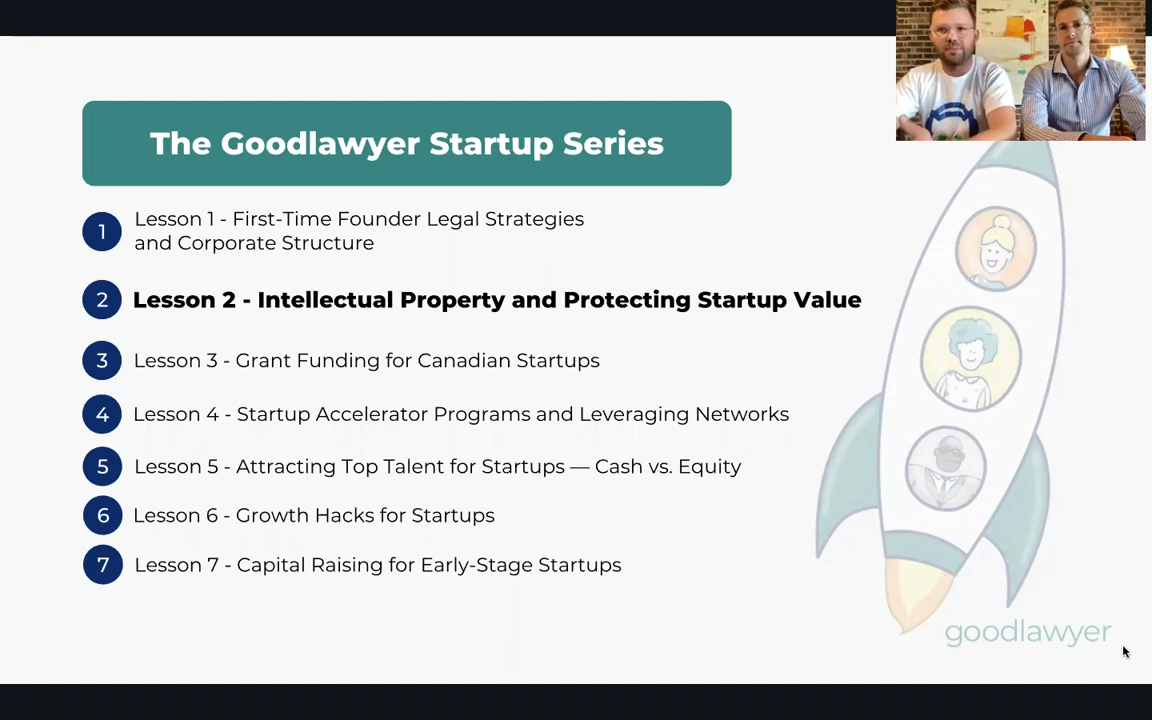 The Goodlawyer Startup Series
1
Lesson 1 - First-Time Founder Legal Strategies
and Corporate Structure
2
Lesson 2 - Intellectual Property and Protecting Startup Value
3
Lesson 3 - Grant Funding for Canadian Startups
4
Lesson 4 - Startup Accelerator Programs and Leveraging Networks
5
Lesson 5 - Attracting Top Talent for Startups — Cash vs. Equity
6
Lesson 6 - Growth Hacks for Startups
7
Lesson 7 - Capital Raising for Early-Stage Startups
goodlawyer